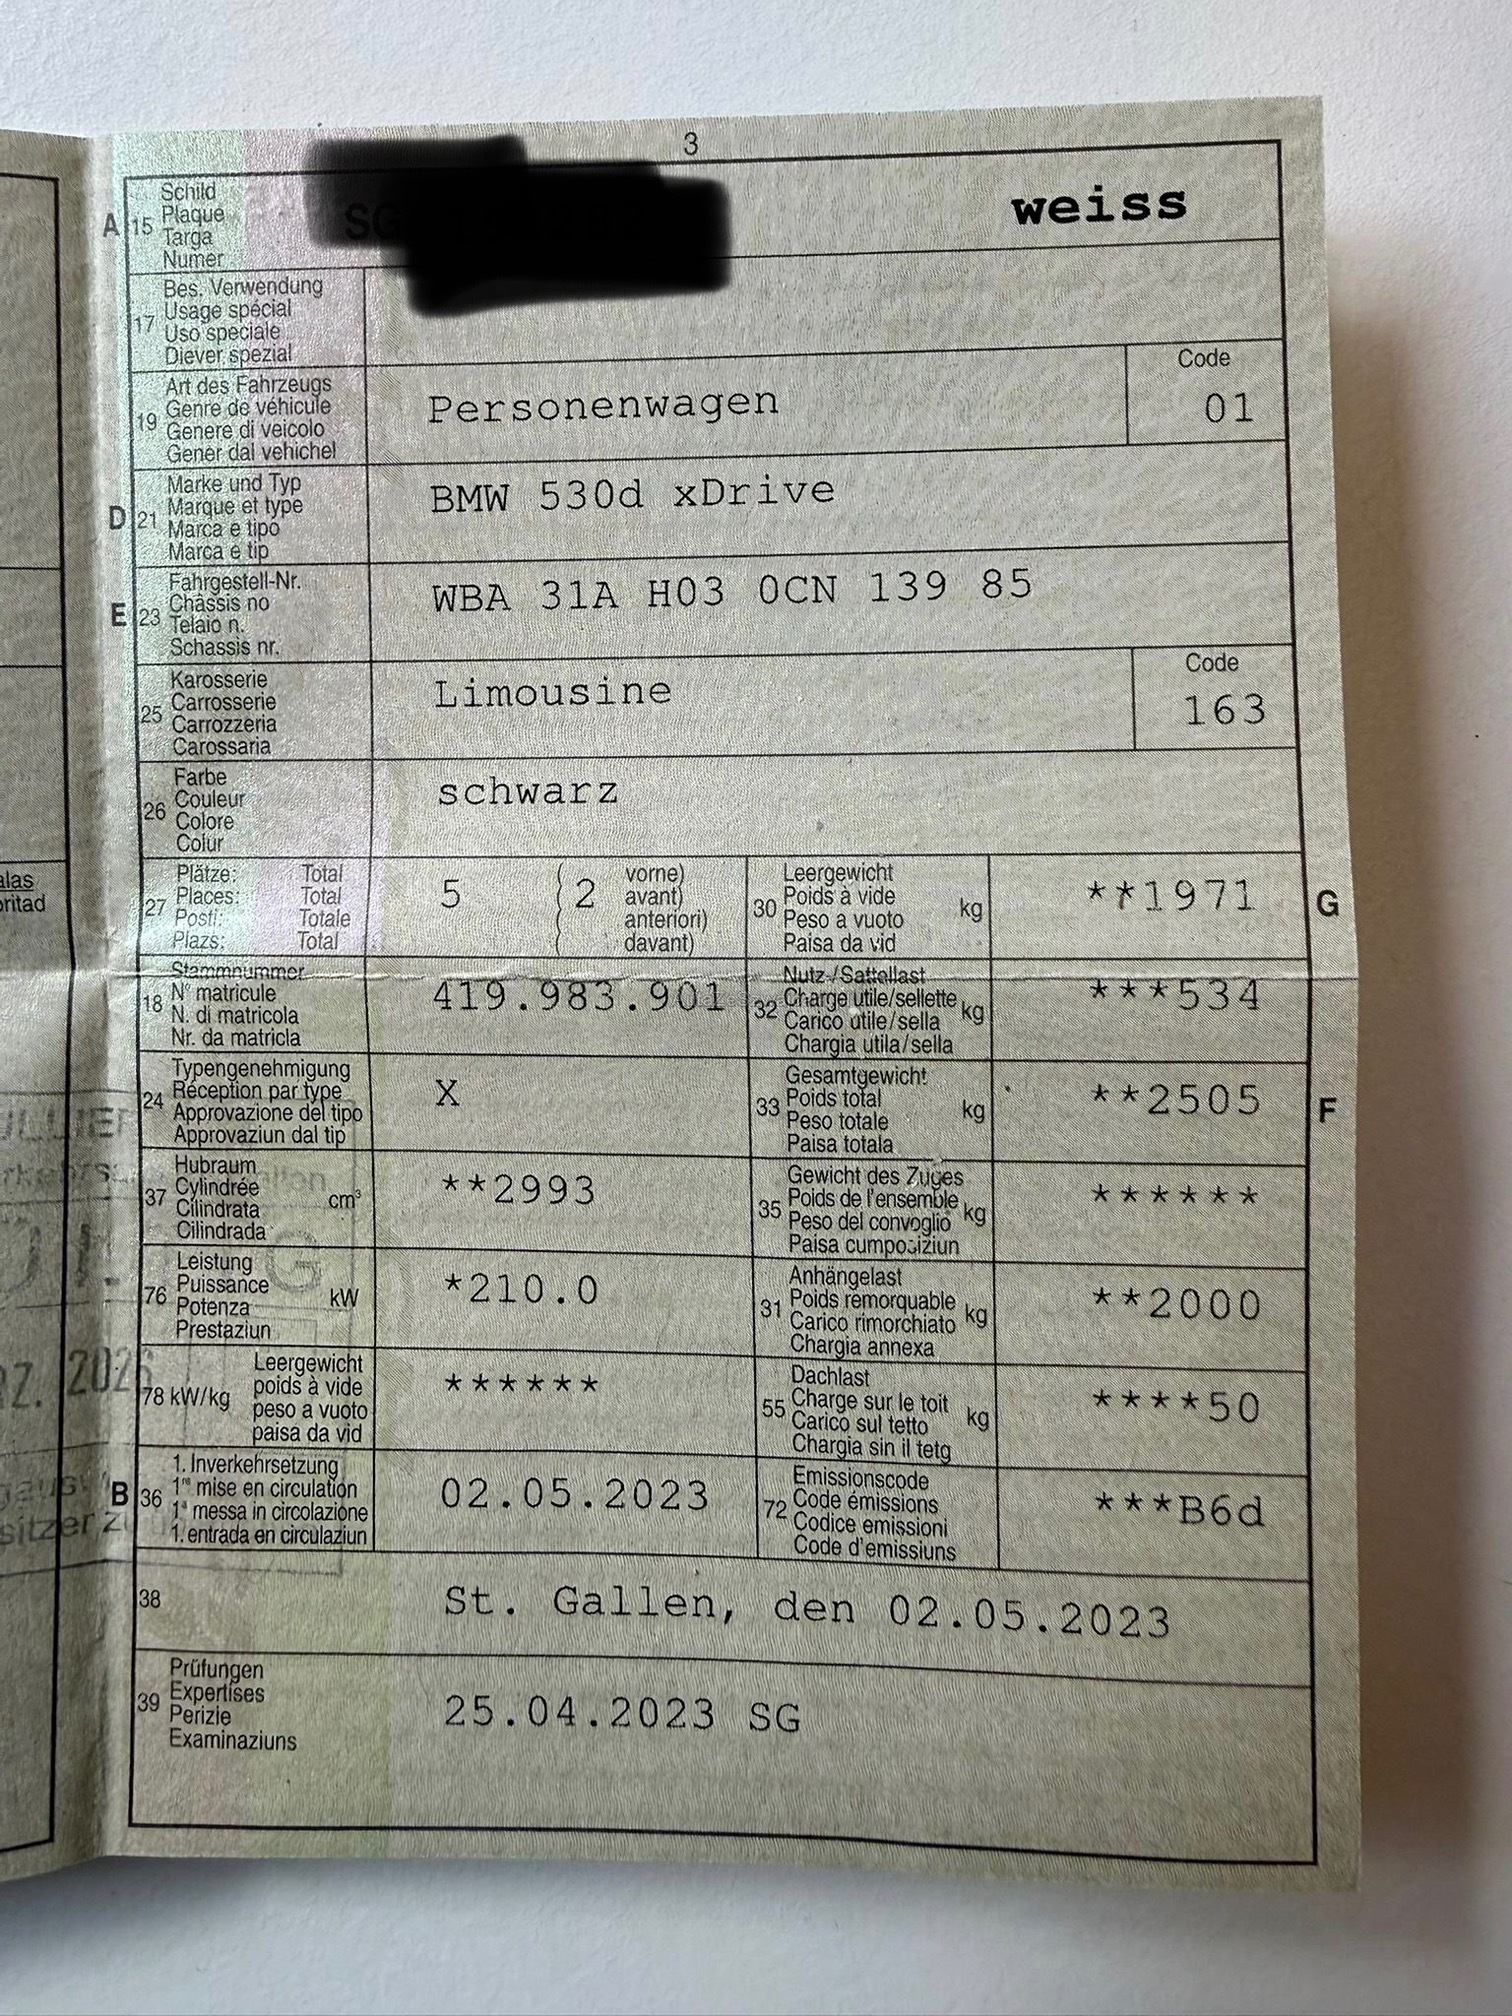 3
A 15 Schild
Plaque
Targa
Numer
SG
weiss
17 Bes. Verwendung
Usage spécial
Uso speciale
Diever spezial
19 Art des Fahrzeugs
Genre de véhicule
Genere di veicolo
Gener dal vehichel
Personenwagen
Code
01
D 21 Marke und Typ
Marque et type
Marca e tipo
Marca e tip
BMW 530d xDrive
E 23 Fahrgestell-Nr.
Châssis no
Telaio n.
Schassis nr.
WBA 31A H03 0CN 139 85
25 Karosserie
Carrosserie
Carrozzeria
Carossaria
Limousine
Code
163
26 Farbe
Couleur
Colore
Colur
schwarz
27 Plätze: Total
Places: Total
Posti: Totale
Plazs: Total
5 ( 2 vorne)
( avant)
( anteriori)
( davant)
30 Leergewicht
Poids à vide
Peso a vuoto
Paisa da vid
kg
**1971
G
18 Stammnummer
N° matricule
N. di matricola
Nr. da matricla
419.983.901
32 Nutz-/Sattellast
Charge utile/sellette
Carico utile/sella
Chargia utila/sella
kg
***534
24 Typengenehmigung
Réception par type
Approvazione del tipo
Approvaziun dal tip
X
33 Gesamtgewicht
Poids total
Peso totale
Paisa totala
kg
**2505
F
37 Hubraum
Cylindrée
Cilindrata
Cilindrada
cm³
**2993
35 Gewicht des Zuges
Poids de l'ensemble
Peso del convoglio
Paisa cumposiziun
kg
******
76 Leistung
Puissance
Potenza
Prestaziun
kW
*210.0
31 Anhängelast
Poids remorquable
Carico rimorchiato
Chargia annexa
kg
**2000
78 kW/kg Leergewicht
poids à vide
peso a vuoto
paisa da vid
******
55 Dachlast
Charge sur le toit
Carico sul tetto
Chargia sin il tetg
kg
****50
B 36 1. Inverkehrsetzung
1re mise en circulation
1a messa in circolazione
1. entrada en circulaziun
02.05.2023
72 Emissionscode
Code émissions
Codice emissioni
Code d'emissiuns
***B6d
38
St. Gallen, den 02.05.2023
39 Prüfungen
Expertises
Perizie
Examinaziuns
25.04.2023 SG